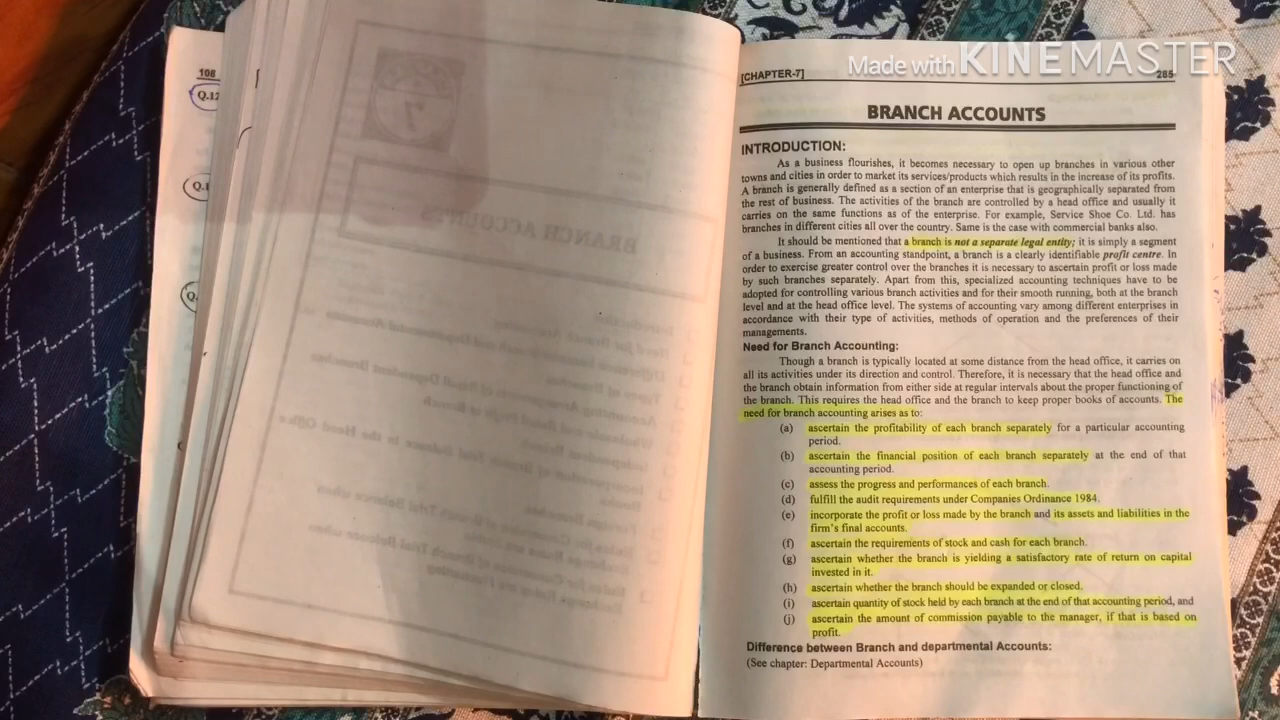 108
Q.12
Made with KINEMASTER
[CHAPTER-7] 285
BRANCH ACCOUNTS
INTRODUCTION:
As a business flourishes, it becomes necessary to open up branches in various other
towns and cities in order to market its services/products which results in the increase of its profits.
A branch is generally defined as a section of an enterprise that is geographically separated from
the rest of business. The activities of the branch are controlled by a head office and usually it
carries on the same functions as of the enterprise. For example, Service Shoe Co. Ltd. has
branches in different cities all over the country. Same is the case with commercial banks also.
It should be mentioned that a branch is not a separate legal entity; it is simply a segment
of a business. From an accounting standpoint, a branch is a clearly identifiable profit centre. In
order to exercise greater control over the branches it is necessary to ascertain profit or loss made
by such branches separately. Apart from this, specialized accounting techniques have to be
adopted for controlling various branch activities and for their smooth running, both at the branch
level and at the head office level. The systems of accounting vary among different enterprises in
accordance with their type of activities, methods of operation and the preferences of their
managements.
Need for Branch Accounting:
Though a branch is typically located at some distance from the head office, it carries on
all its activities under its direction and control. Therefore, it is necessary that the head office and
the branch obtain information from either side at regular intervals about the proper functioning of
the branch. This requires the head office and the branch to keep proper books of accounts. The
need for branch accounting arises as to:
(a) ascertain the profitability of each branch separately for a particular accounting
period.
(b) ascertain the financial position of each branch separately at the end of that
accounting period.
(c) assess the progress and performances of each branch.
(d) fulfill the audit requirements under Companies Ordinance 1984.
(e) incorporate the profit or loss made by the branch and its assets and liabilities in the
firm's final accounts.
(f) ascertain the requirements of stock and cash for each branch.
(g) ascertain whether the branch is yielding a satisfactory rate of return on capital
invested in it.
(h) ascertain whether the branch should be expanded or closed.
(i) ascertain quantity of stock held by each branch at the end of that accounting period, and
(j) ascertain the amount of commission payable to the manager, if that is based on
profit.
Difference between Branch and departmental Accounts:
(See chapter: Departmental Accounts)